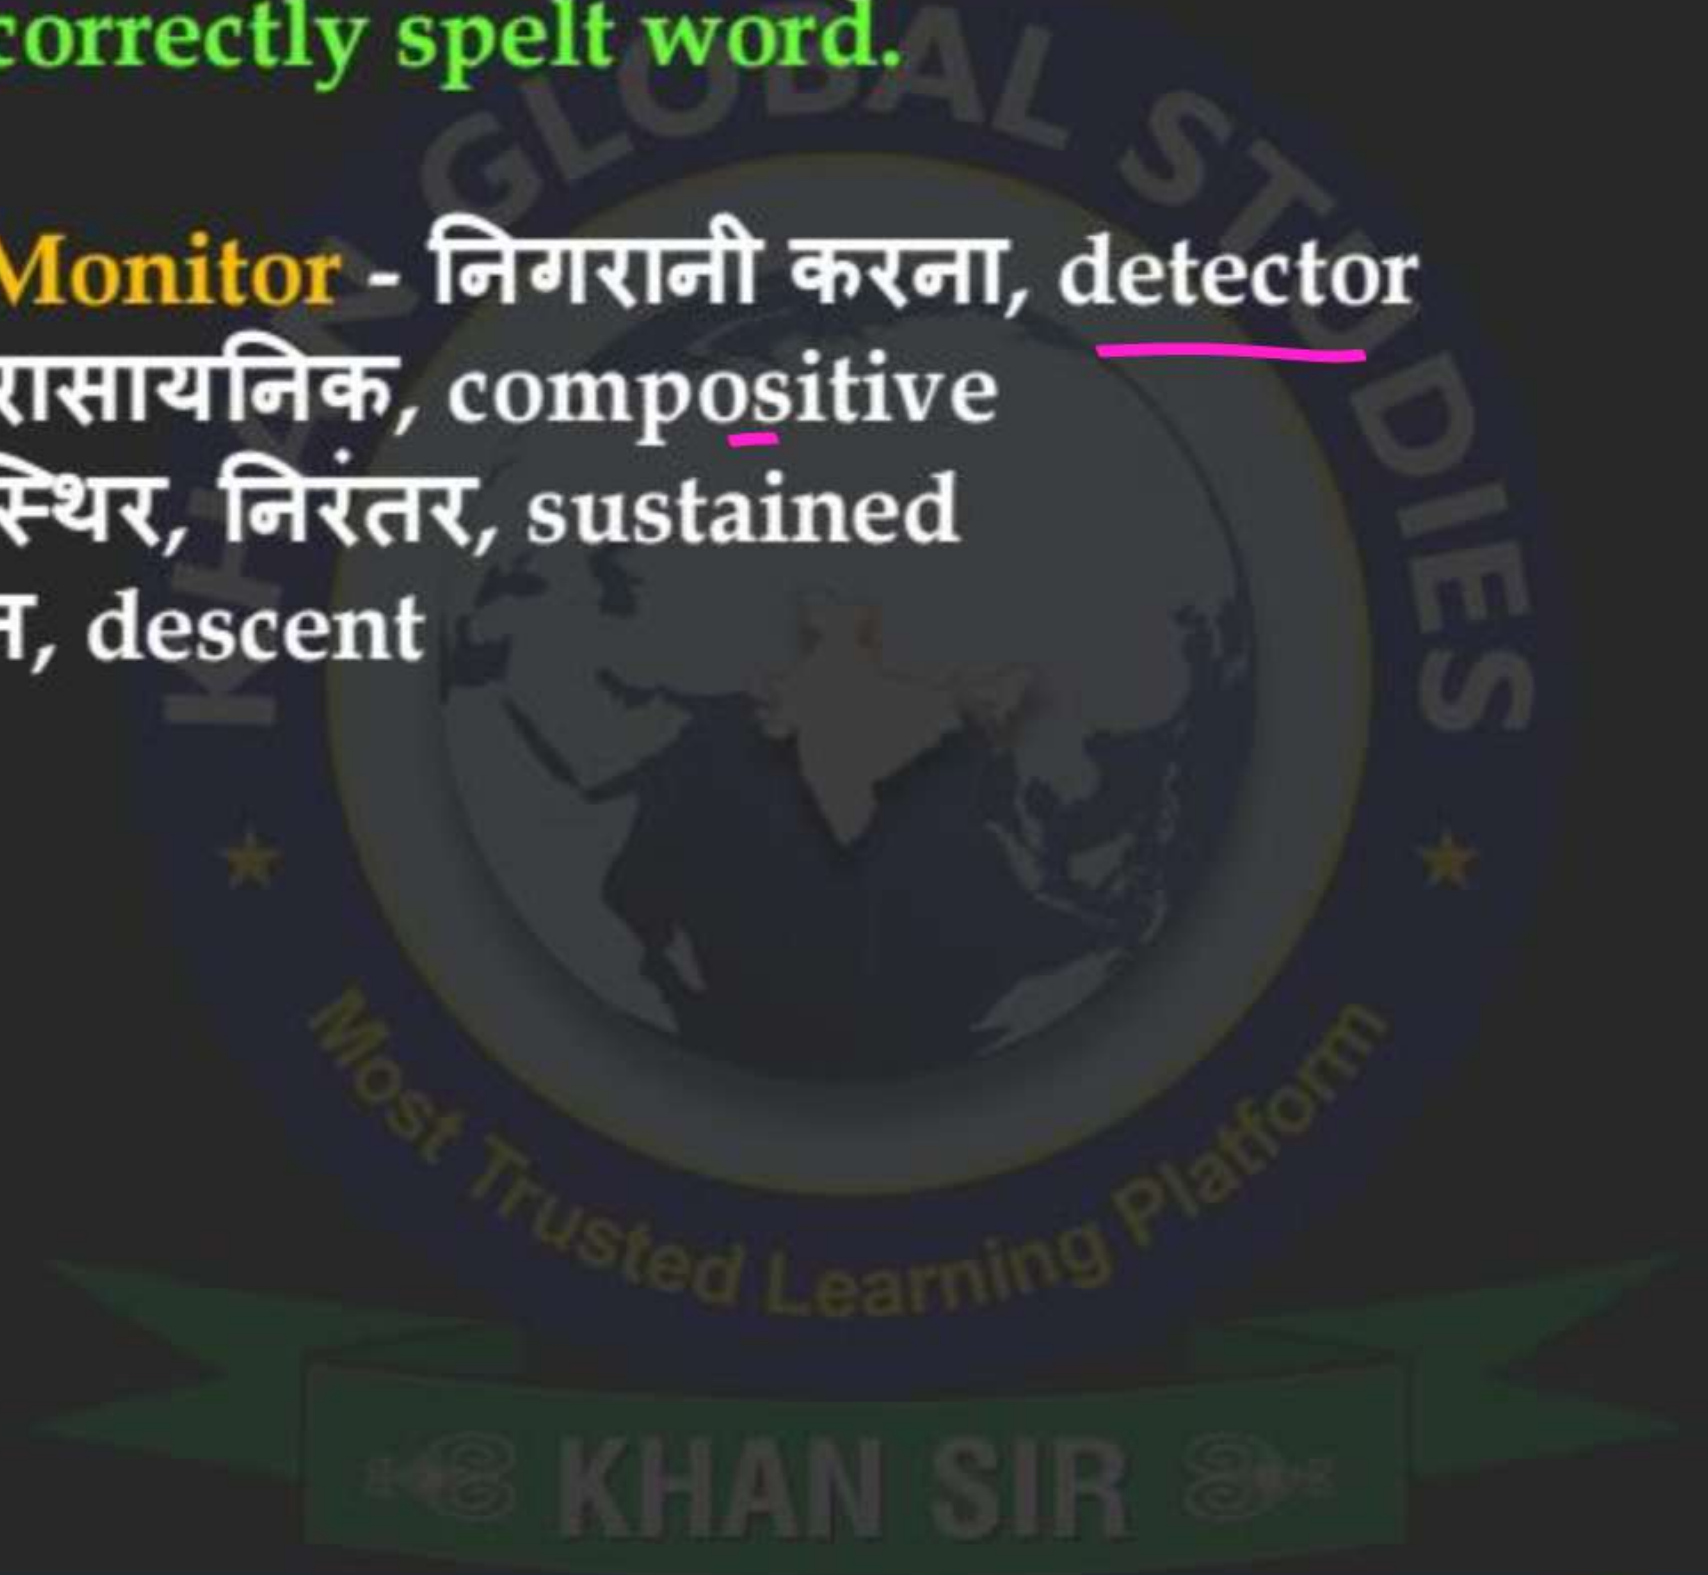 correctly spelt word.
Monitor - निगरानी करना, detector
रासायनिक, compositive
स्थिर, निरंतर, sustained
न, descent
KHAN GLOBAL STUDIES
Most Trusted Learning Platform
KHAN SIR